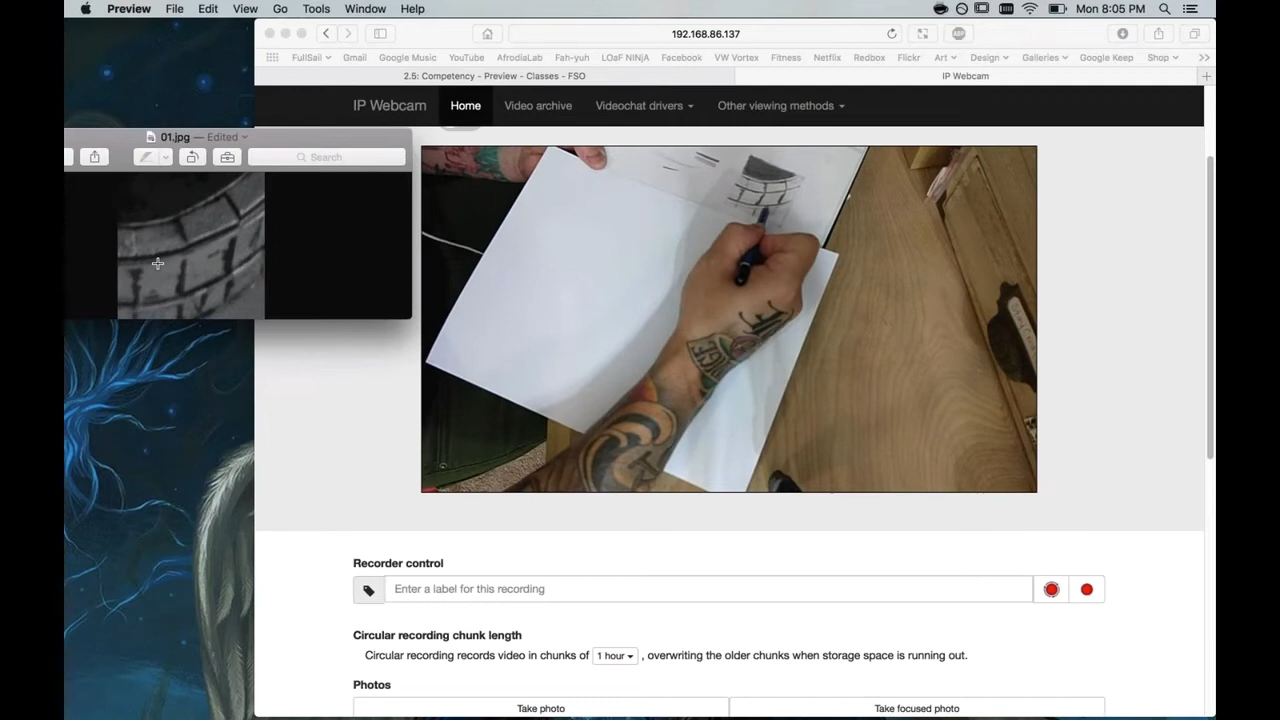 Preview File Edit View Go Tools Window Help Mon 8:05 PM
192.168.86.137
FullSail Gmail Google Music YouTube AfrodiaLab Fah-yuh LOaF NiNjA Facebook VW Vortex Fitness Netflix Redbox Flickr Art Design Galleries Google Keep Shop
2.5: Competency - Preview - Classes - FSO IP Webcam
IP Webcam Home Video archive Videochat drivers Other viewing methods
01.jpg — Edited
Search
Recorder control
Enter a label for this recording
Circular recording chunk length
Circular recording records video in chunks of 1 hour , overwriting the older chunks when storage space is running out.
Photos
Take photo Take focused photo